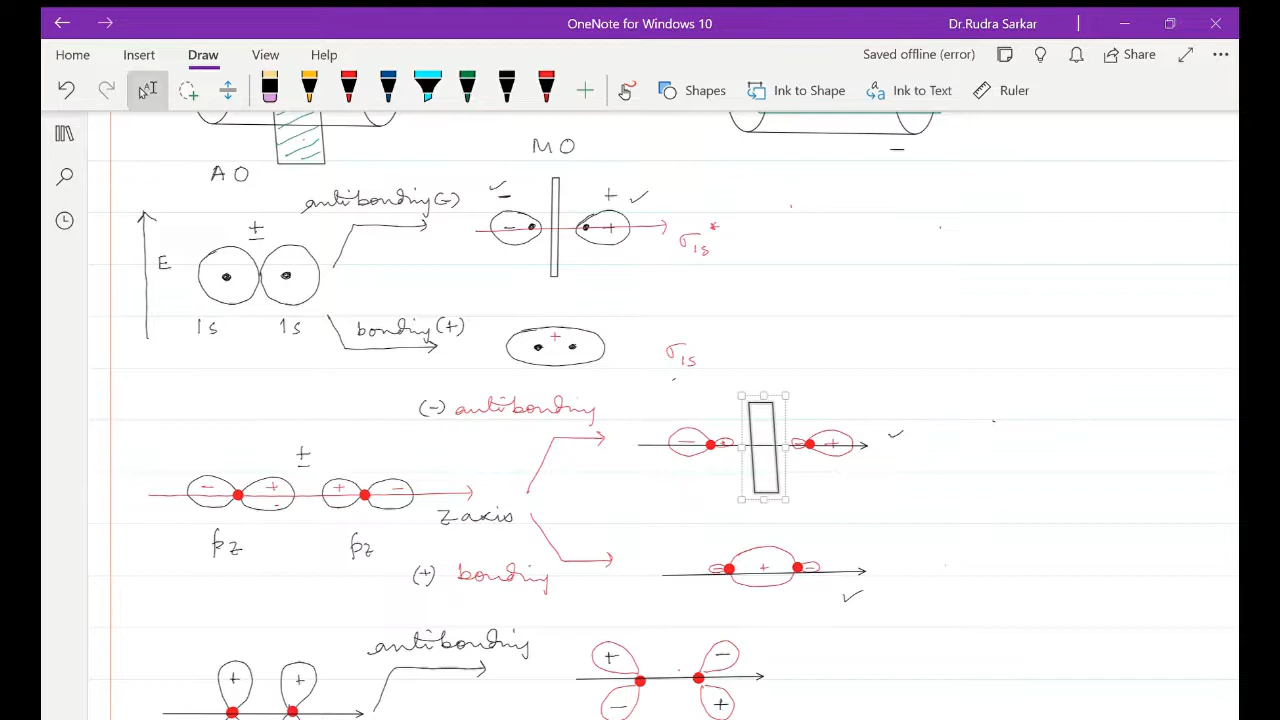 OneNote for Windows 10
Dr.Rudra Sarkar
Home Insert Draw View Help
Saved offline (error) Share
Shapes Ink to Shape Ink to Text Ruler
−
MO
AO
antibonding(-)
− +
− +
σ1s*
±
E
1s 1s
bonding(+)
+
σ1s
(-) antibonding
− + − +
±
− + + −
Z axis
pz pz
(+) bonding
− + −
antibonding
+ −
+ +
− +